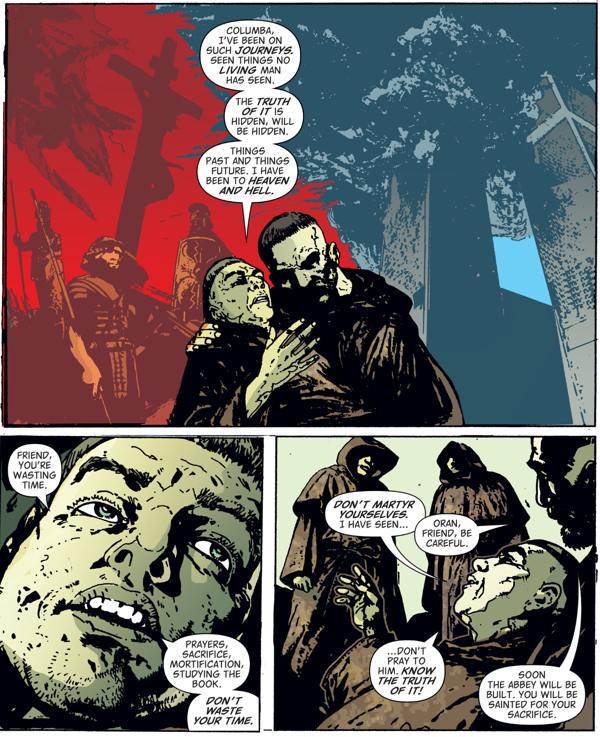 COLUMBA,
I'VE BEEN ON
SUCH JOURNEYS.
SEEN THINGS NO
LIVING MAN
HAS SEEN.
THE TRUTH
OF IT IS
HIDDEN, WILL
BE HIDDEN.
THINGS
PAST AND THINGS
FUTURE. I HAVE
BEEN TO HEAVEN
AND HELL.
FRIEND,
YOU'RE
WASTING
TIME.
PRAYERS,
SACRIFICE,
MORTIFICATION,
STUDYING THE
BOOK.
DON'T
WASTE
YOUR TIME.
DON'T MARTYR
YOURSELVES.
I HAVE SEEN...
ORAN,
FRIEND, BE
CAREFUL.
...DON'T
PRAY TO
HIM. KNOW
THE TRUTH
OF IT!
SOON
THE ABBEY WILL BE
BUILT. YOU WILL BE
SAINTED FOR YOUR
SACRIFICE.